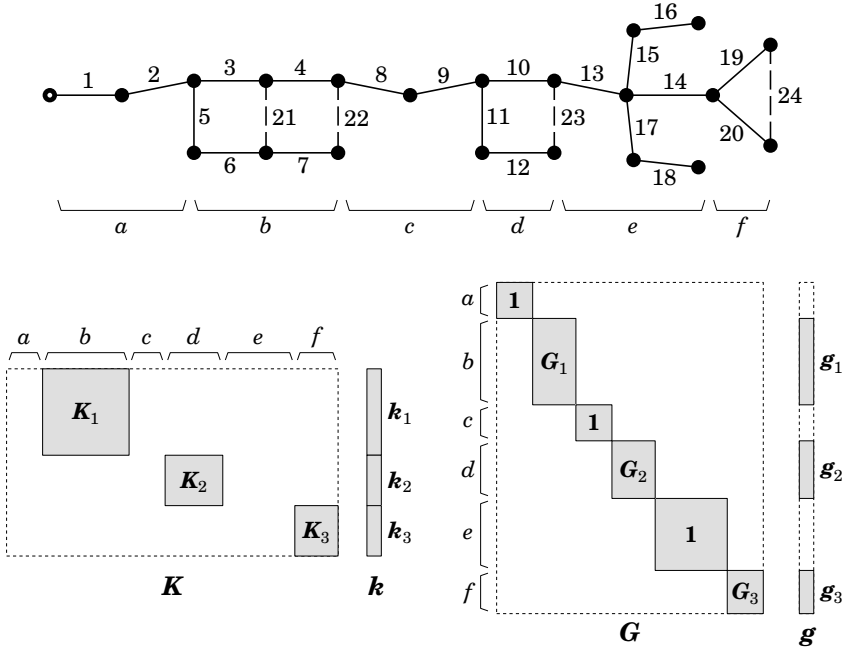 16
1 2 3 4 8 9 10 13 15 14 19
5 21 22 11 23 17 20 24
6 7 12 18
a b c d e f
a b c d e f
K₁ k₁
K₂ k₂
K₃ k₃
K k
a 1
b G₁ g₁
c 1
d G₂ g₂
e 1
f G₃ g₃
G g